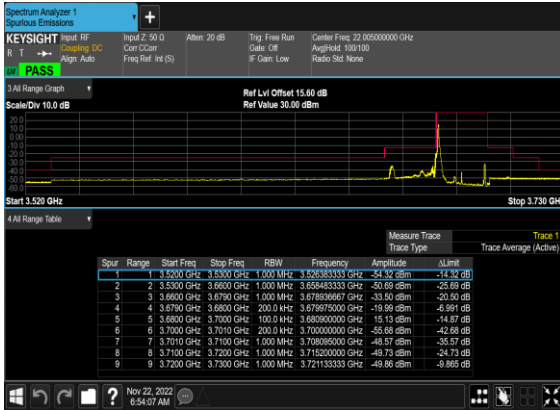 Spectrum Analyzer 1
Spurious Emissions
+
KEYSIGHT Input: RF Input Z: 50 Ω Atten: 20 dB Trig: Free Run Center Freq: 22.005000000 GHz
R T Coupling: DC Corr CCorr Gate: Off Avg|Hold: 100/100
Align: Auto Freq Ref: Int (S) IF Gain: Low Radio Std: None
PASS
3 All Range Graph Ref Lvl Offset 15.60 dB
Scale/Div 10.0 dB Ref Value 30.00 dBm
20.0
10.0
0.00
-10.0
-20.0
-30.0
-40.0
-50.0
-60.0
Start 3.520 GHz Stop 3.730 GH
4 All Range Table
Measure Trace Trace 1
Trace Type Trace Average (Active)
Spur Range Start Freq Stop Freq RBW Frequency Amplitude ΔLimit
1 1 3.5200 GHz 3.5300 GHz 1.000 MHz 3.526383333 GHz -54.32 dBm -14.32 dB
2 2 3.5300 GHz 3.6600 GHz 1.000 MHz 3.658483333 GHz -50.69 dBm -25.69 dB
3 3 3.6600 GHz 3.6790 GHz 1.000 MHz 3.678936667 GHz -33.50 dBm -20.50 dB
4 4 3.6790 GHz 3.6800 GHz 200.0 kHz 3.679975000 GHz -19.99 dBm -6.991 dB
5 5 3.6800 GHz 3.7000 GHz 100.0 kHz 3.680900000 GHz 15.13 dBm -14.87 dB
6 6 3.7000 GHz 3.7010 GHz 200.0 kHz 3.700000000 GHz -55.68 dBm -42.68 dB
7 7 3.7010 GHz 3.7100 GHz 1.000 MHz 3.708095000 GHz -48.57 dBm -35.57 dB
8 8 3.7100 GHz 3.7200 GHz 1.000 MHz 3.715200000 GHz -49.73 dBm -24.73 dB
9 9 3.7200 GHz 3.7300 GHz 1.000 MHz 3.721133333 GHz -49.86 dBm -9.865 dB
?
Nov 22, 2022
6:54:07 AM